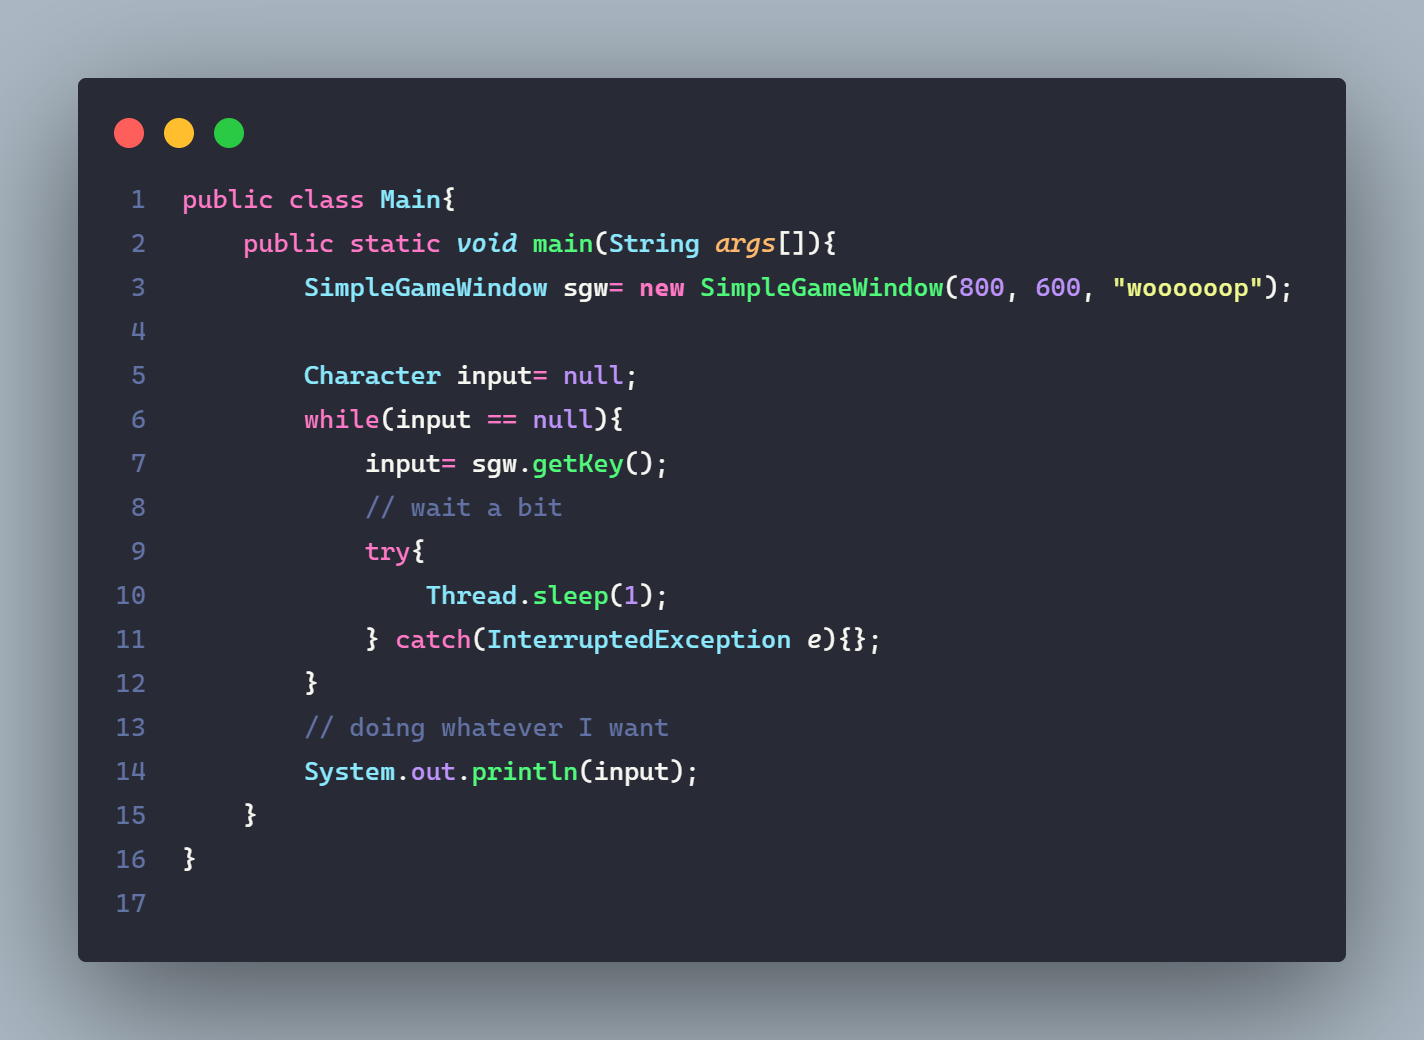 1 public class Main{
2     public static void main(String args[]){
3         SimpleGameWindow sgw= new SimpleGameWindow(800, 600, "woooooop");
4
5         Character input= null;
6         while(input == null){
7             input= sgw.getKey();
8             // wait a bit
9             try{
10                 Thread.sleep(1);
11             } catch(InterruptedException e){};
12         }
13         // doing whatever I want
14         System.out.println(input);
15     }
16 }
17